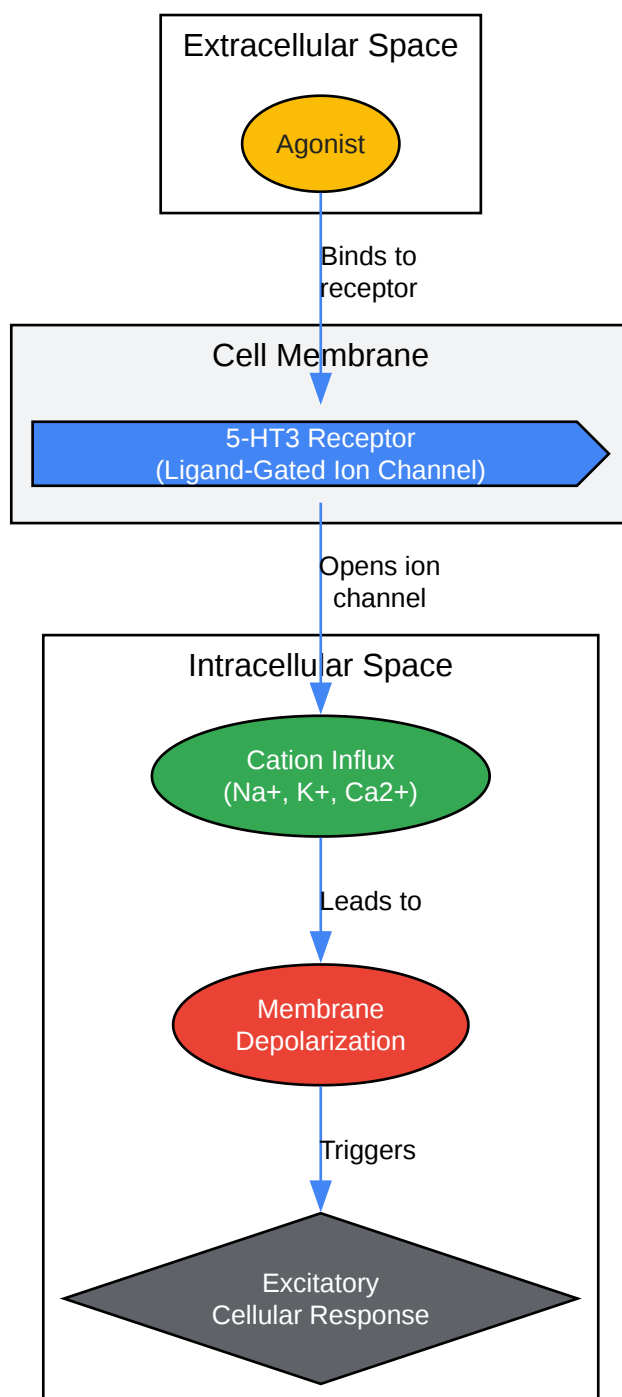 Extracellular Space
Agonist
Binds to
receptor
Cell Membrane
5-HT3 Receptor
(Ligand-Gated Ion Channel)
Opens ion
channel
Intracellular Space
Cation Influx
(Na+, K+, Ca2+)
Leads to
Membrane
Depolarization
Triggers
Excitatory
Cellular Response